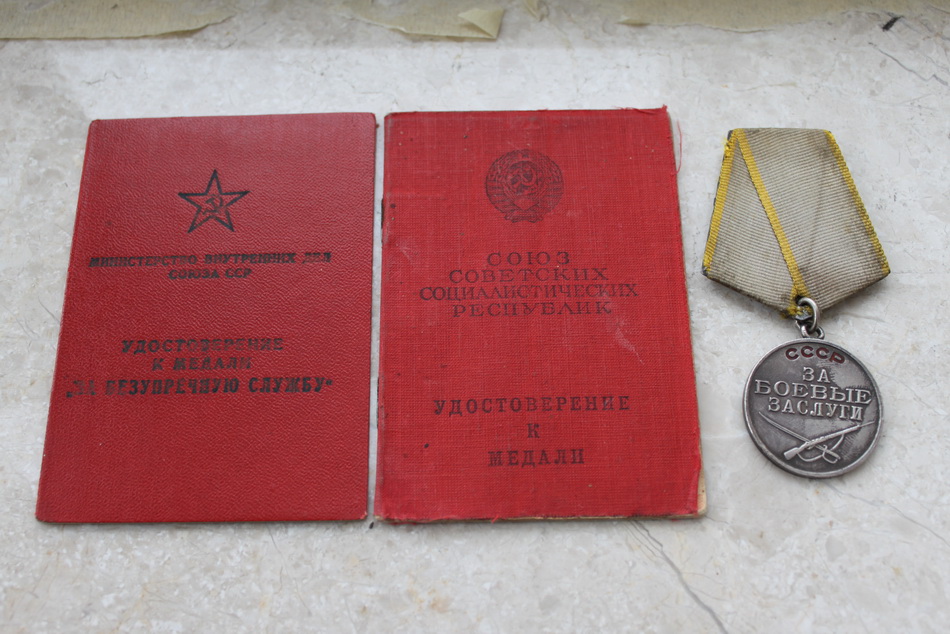 МИНИСТЕРСТВО ВНУТРЕННИХ ДЕЛ
СОЮЗА ССР
УДОСТОВЕРЕНИЕ
К МЕДАЛИ
„ЗА БЕЗУПРЕЧНУЮ СЛУЖБУ"
СОЮЗ
СОВЕТСКИХ
СОЦИАЛИСТИЧЕСКИХ
РЕСПУБЛИК
УДОСТОВЕРЕНИЕ
К
МЕДАЛИ
СССР
ЗА
БОЕВЫЕ
ЗАСЛУГИ